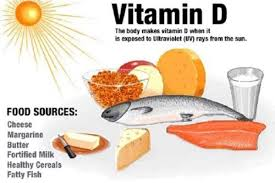 Vitamin D
The body makes vitamin D when it
is exposed to Ultraviolet (UV) rays from the sun.
FOOD SOURCES:
Cheese
Margarine
Butter
Fortified Milk
Healthy Cereals
Fatty Fish